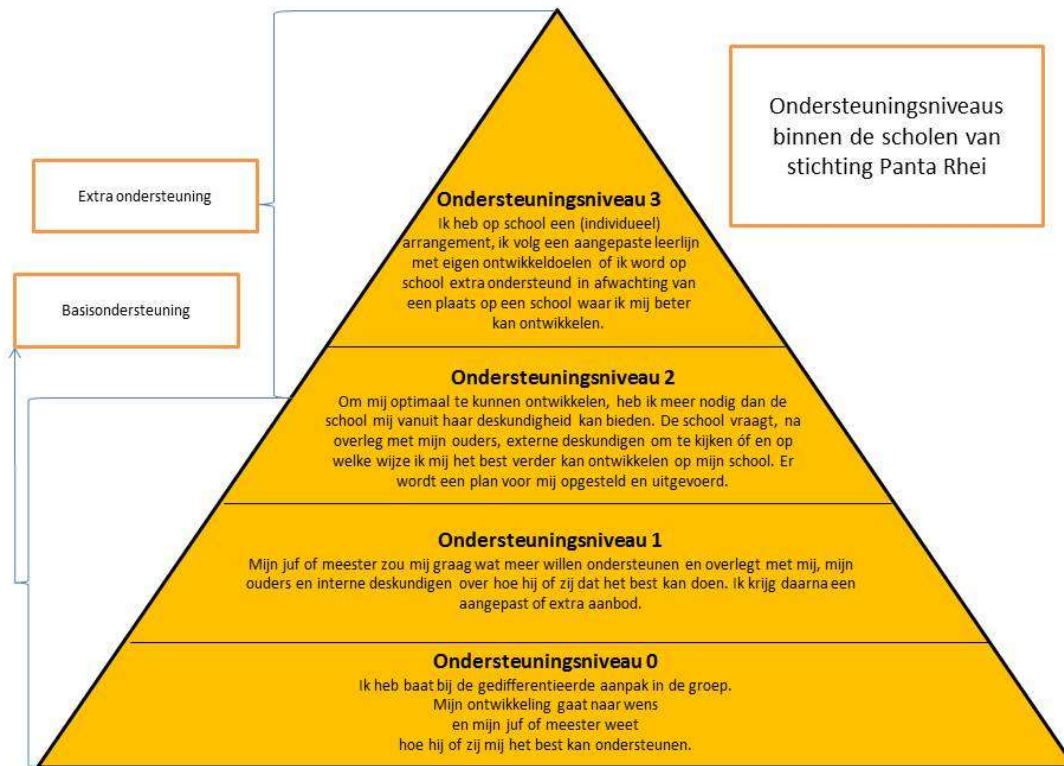 Ondersteuningsniveaus
binnen de scholen van
stichting Panta Rhei
Extra ondersteuning
Basisondersteuning
Ondersteuningsniveau 3
Ik heb op school een (individueel)
arrangement, ik volg een aangepaste leerlijn
met eigen ontwikkeldoelen of ik word op
school extra ondersteund in afwachting van
een plaats op een school waar ik mij beter
kan ontwikkelen.
Ondersteuningsniveau 2
Om mij optimaal te kunnen ontwikkelen, heb ik meer nodig dan de
school mij vanuit haar deskundigheid kan bieden. De school vraagt, na
overleg met mijn ouders, externe deskundigen om te kijken óf en op
welke wijze ik mij het best verder kan ontwikkelen op mijn school. Er
wordt een plan voor mij opgesteld en uitgevoerd.
Ondersteuningsniveau 1
Mijn juf of meester zou mij graag wat meer willen ondersteunen en overlegt met mij, mijn
ouders en interne deskundigen over hoe hij of zij dat het best kan doen. Ik krijg daarna een
aangepast of extra aanbod.
Ondersteuningsniveau 0
Ik heb baat bij de gedifferentieerde aanpak in de groep.
Mijn ontwikkeling gaat naar wens
en mijn juf of meester weet
hoe hij of zij mij het best kan ondersteunen.